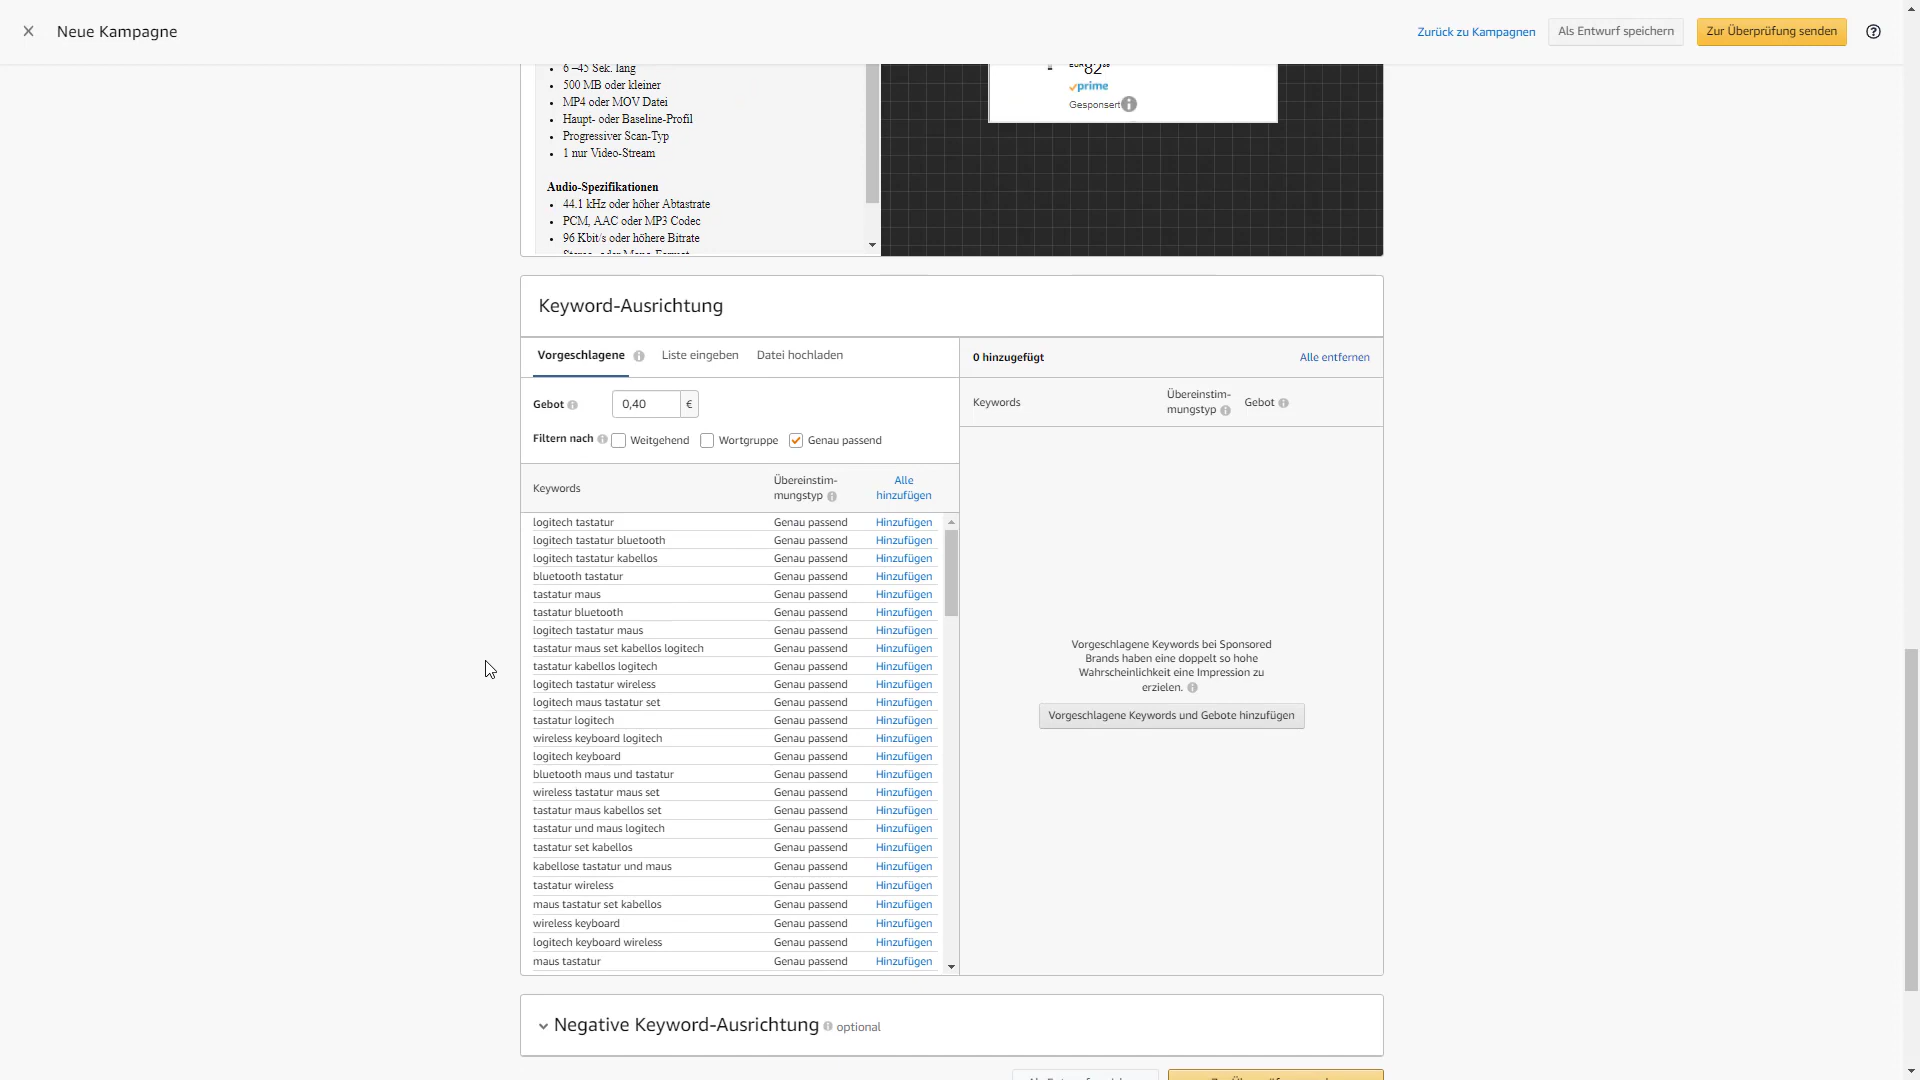 Neue Kampagne
Zurück zu Kampagnen
Als Entwurf speichern
Zur Überprüfung senden
6 –45 Sek. lang
500 MB oder kleiner
MP4 oder MOV Datei
Haupt- oder Baseline-Profil
Progressiver Scan-Typ
1 nur Video-Stream
Audio-Spezifikationen
44.1 kHz oder höher Abtastrate
PCM, AAC oder MP3 Codec
96 Kbit/s oder höhere Bitrate
Stereo- oder Mono-Format
EUR 82
prime
Gesponsert
Keyword-Ausrichtung
Vorgeschlagene
Liste eingeben
Datei hochladen
Gebot
0,40 €
Filtern nach
Weitgehend
Wortgruppe
Genau passend
Keywords
Übereinstim-
mungstyp
Alle
hinzufügen
logitech tastatur Genau passend Hinzufügen
logitech tastatur bluetooth Genau passend Hinzufügen
logitech tastatur kabellos Genau passend Hinzufügen
bluetooth tastatur Genau passend Hinzufügen
tastatur maus Genau passend Hinzufügen
tastatur bluetooth Genau passend Hinzufügen
logitech tastatur maus Genau passend Hinzufügen
tastatur maus set kabellos logitech Genau passend Hinzufügen
tastatur kabellos logitech Genau passend Hinzufügen
logitech tastatur wireless Genau passend Hinzufügen
logitech maus tastatur set Genau passend Hinzufügen
tastatur logitech Genau passend Hinzufügen
wireless keyboard logitech Genau passend Hinzufügen
logitech keyboard Genau passend Hinzufügen
bluetooth maus und tastatur Genau passend Hinzufügen
wireless tastatur maus set Genau passend Hinzufügen
tastatur maus kabellos set Genau passend Hinzufügen
tastatur und maus logitech Genau passend Hinzufügen
tastatur set kabellos Genau passend Hinzufügen
kabellose tastatur und maus Genau passend Hinzufügen
tastatur wireless Genau passend Hinzufügen
maus tastatur set kabellos Genau passend Hinzufügen
wireless keyboard Genau passend Hinzufügen
logitech keyboard wireless Genau passend Hinzufügen
maus tastatur Genau passend Hinzufügen
0 hinzugefügt
Alle entfernen
Keywords
Übereinstim-
mungstyp
Gebot
Vorgeschlagene Keywords bei Sponsored
Brands haben eine doppelt so hohe
Wahrscheinlichkeit eine Impression zu
erzielen.
Vorgeschlagene Keywords und Gebote hinzufügen
Negative Keyword-Ausrichtung optional